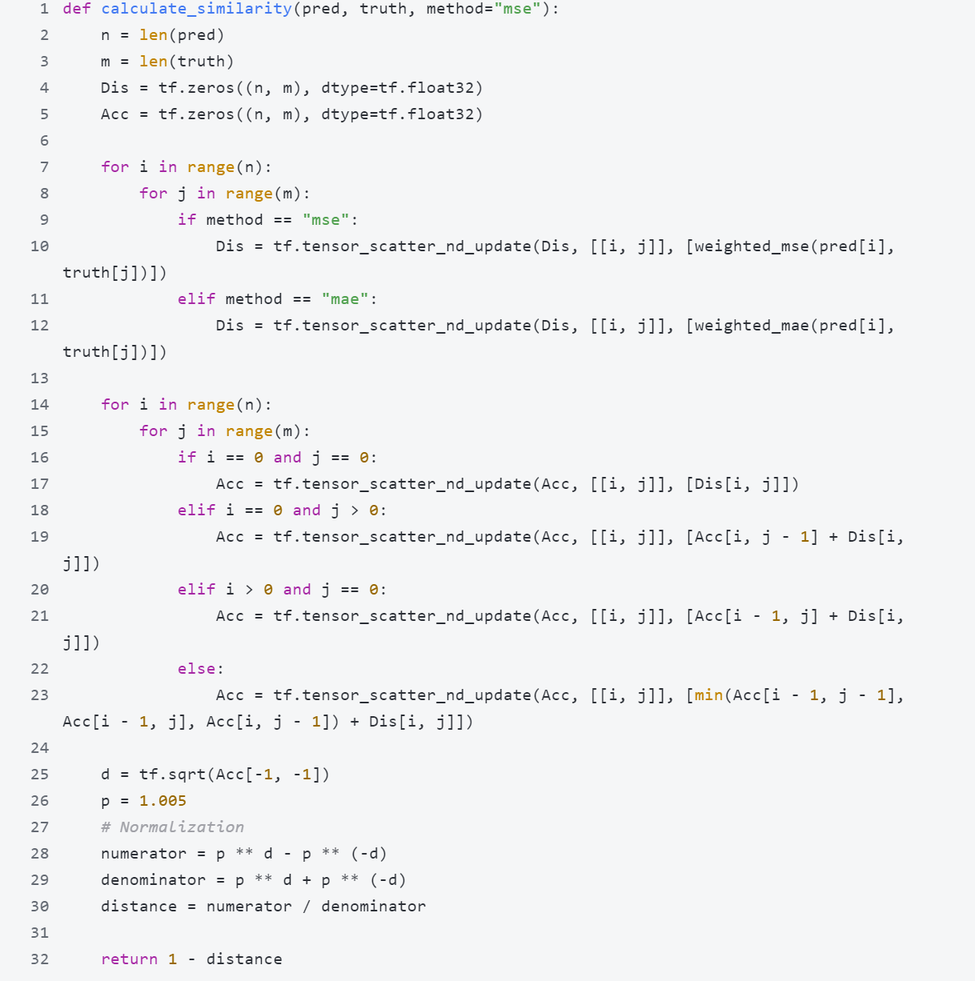 1 def calculate_similarity(pred, truth, method="mse"):
2     n = len(pred)
3     m = len(truth)
4     Dis = tf.zeros((n, m), dtype=tf.float32)
5     Acc = tf.zeros((n, m), dtype=tf.float32)
6
7     for i in range(n):
8         for j in range(m):
9             if method == "mse":
10                 Dis = tf.tensor_scatter_nd_update(Dis, [[i, j]], [weighted_mse(pred[i],
truth[j])])
11             elif method == "mae":
12                 Dis = tf.tensor_scatter_nd_update(Dis, [[i, j]], [weighted_mae(pred[i],
truth[j])])
13
14     for i in range(n):
15         for j in range(m):
16             if i == 0 and j == 0:
17                 Acc = tf.tensor_scatter_nd_update(Acc, [[i, j]], [Dis[i, j]])
18             elif i == 0 and j > 0:
19                 Acc = tf.tensor_scatter_nd_update(Acc, [[i, j]], [Acc[i, j - 1] + Dis[i,
j]])
20             elif i > 0 and j == 0:
21                 Acc = tf.tensor_scatter_nd_update(Acc, [[i, j]], [Acc[i - 1, j] + Dis[i,
j]])
22             else:
23                 Acc = tf.tensor_scatter_nd_update(Acc, [[i, j]], [min(Acc[i - 1, j - 1],
Acc[i - 1, j], Acc[i, j - 1]) + Dis[i, j]])
24
25     d = tf.sqrt(Acc[-1, -1])
26     p = 1.005
27     # Normalization
28     numerator = p ** d - p ** (-d)
29     denominator = p ** d + p ** (-d)
30     distance = numerator / denominator
31
32     return 1 - distance